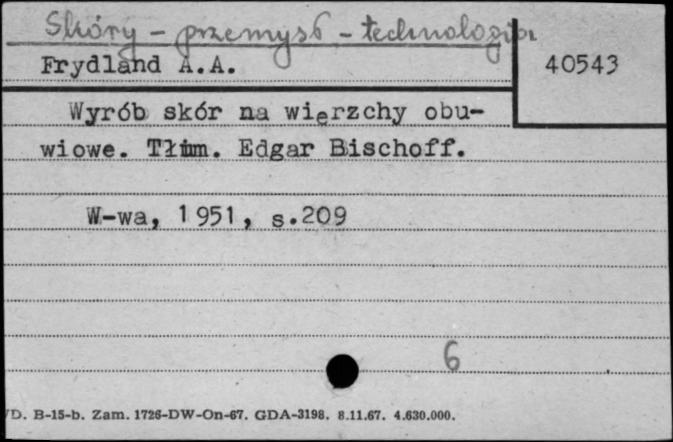 Skóry - przemysł - technologia
Frydland A.A.
40543
Wyrób skór na wierzchy obu-
wiowe. Tłum. Edgar Bischoff.
W-wa, 1951, s.209
6
D. B-15-b. Zam. 1726-DW-On-67. GDA-3198. 8.11.67. 4.630.000.